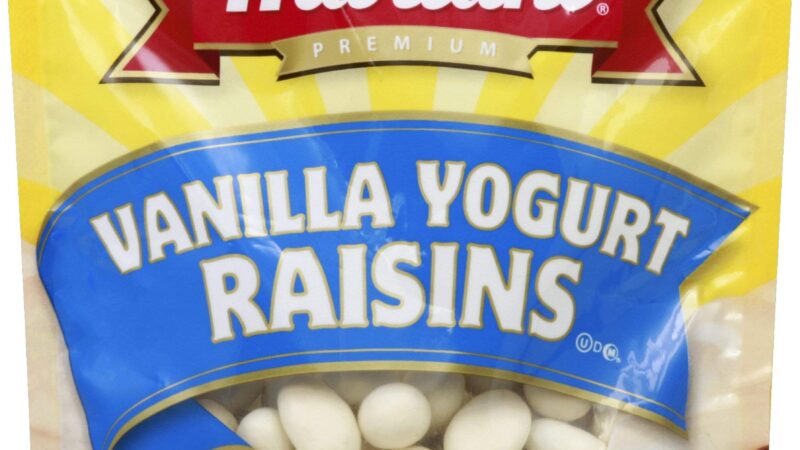 PREMIUM
VANILLA YOGURT
RAISINS
U D M